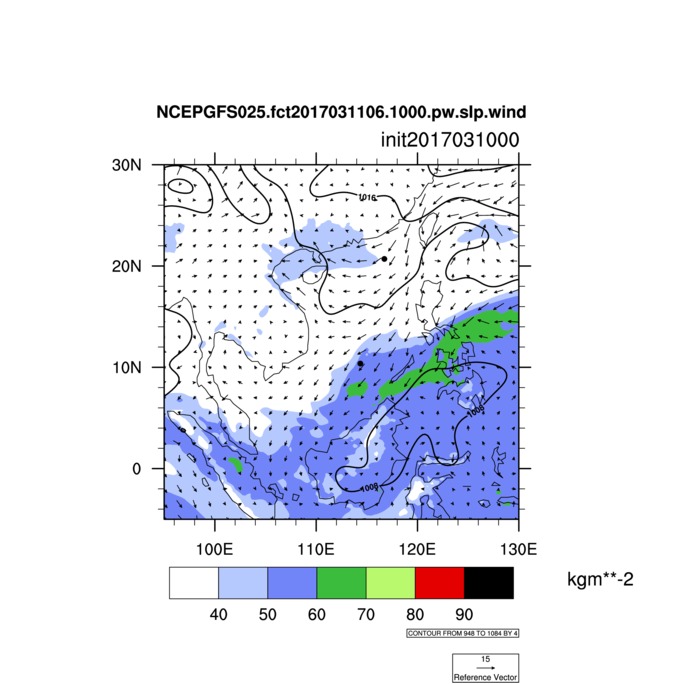 NCEPGFS025.fct2017031106.1000.pw.slp.wind
init2017031000
30N
1016
20N
10N
1008
0
1008
100E 110E 120E 130E
kgm**-2
40 50 60 70 80 90
CONTOUR FROM 948 TO 1084 BY 4
15
Reference Vector